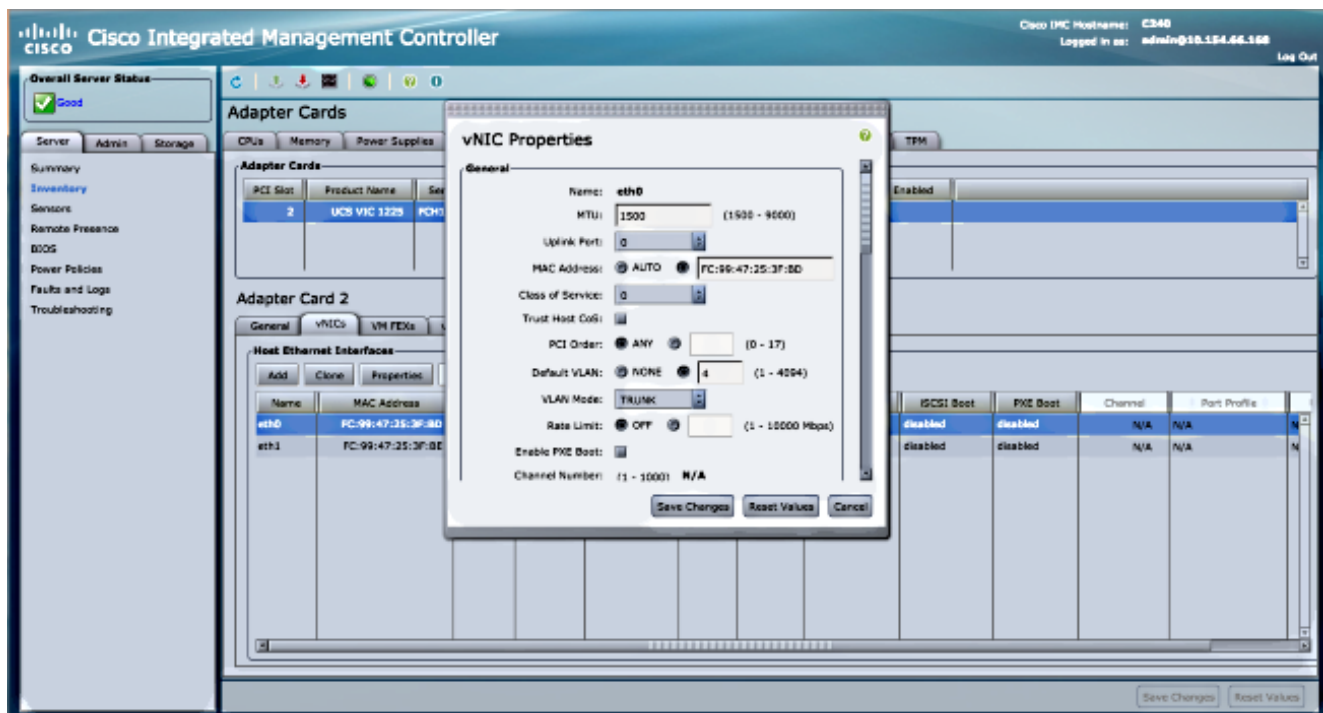 CISCO Cisco Integrated Management Controller
Cisco IMC Hostname: C240
Logged in as: admin@10.154.66.168
Log Out
Overall Server Status
Good
Server Admin Storage
Summary
Inventory
Sensors
Remote Presence
BIOS
Power Policies
Faults and Logs
Troubleshooting
Adapter Cards
CPUs Memory Power Supplies TPM
Adapter Cards
PCI Slot Product Name Enabled
2 UCS VIC 1225
Adapter Card 2
General vNICs VM FEXs
Host Ethernet Interfaces
Add Clone Properties
Name MAC Address iSCSI Boot PXE Boot Channel Port Profile
eth0 FC:99:47:25:3F:BD disabled disabled N/A N/A
eth1 FC:99:47:25:3F:BE disabled disabled N/A N/A
vNIC Properties
General
Name: eth0
MTU: 1500 (1500 - 9000)
Uplink Port: 0
MAC Address: AUTO FC:99:47:25:3F:BD
Class of Service: 0
Trust Host CoS:
PCI Order: ANY (0 - 17)
Default VLAN: NONE 4 (1 - 4094)
VLAN Mode: TRUNK
Rate Limit: OFF (1 - 10000 Mbps)
Enable PXE Boot:
Channel Number: (1 - 1000) N/A
Save Changes Reset Values Cancel
Save Changes Reset Values